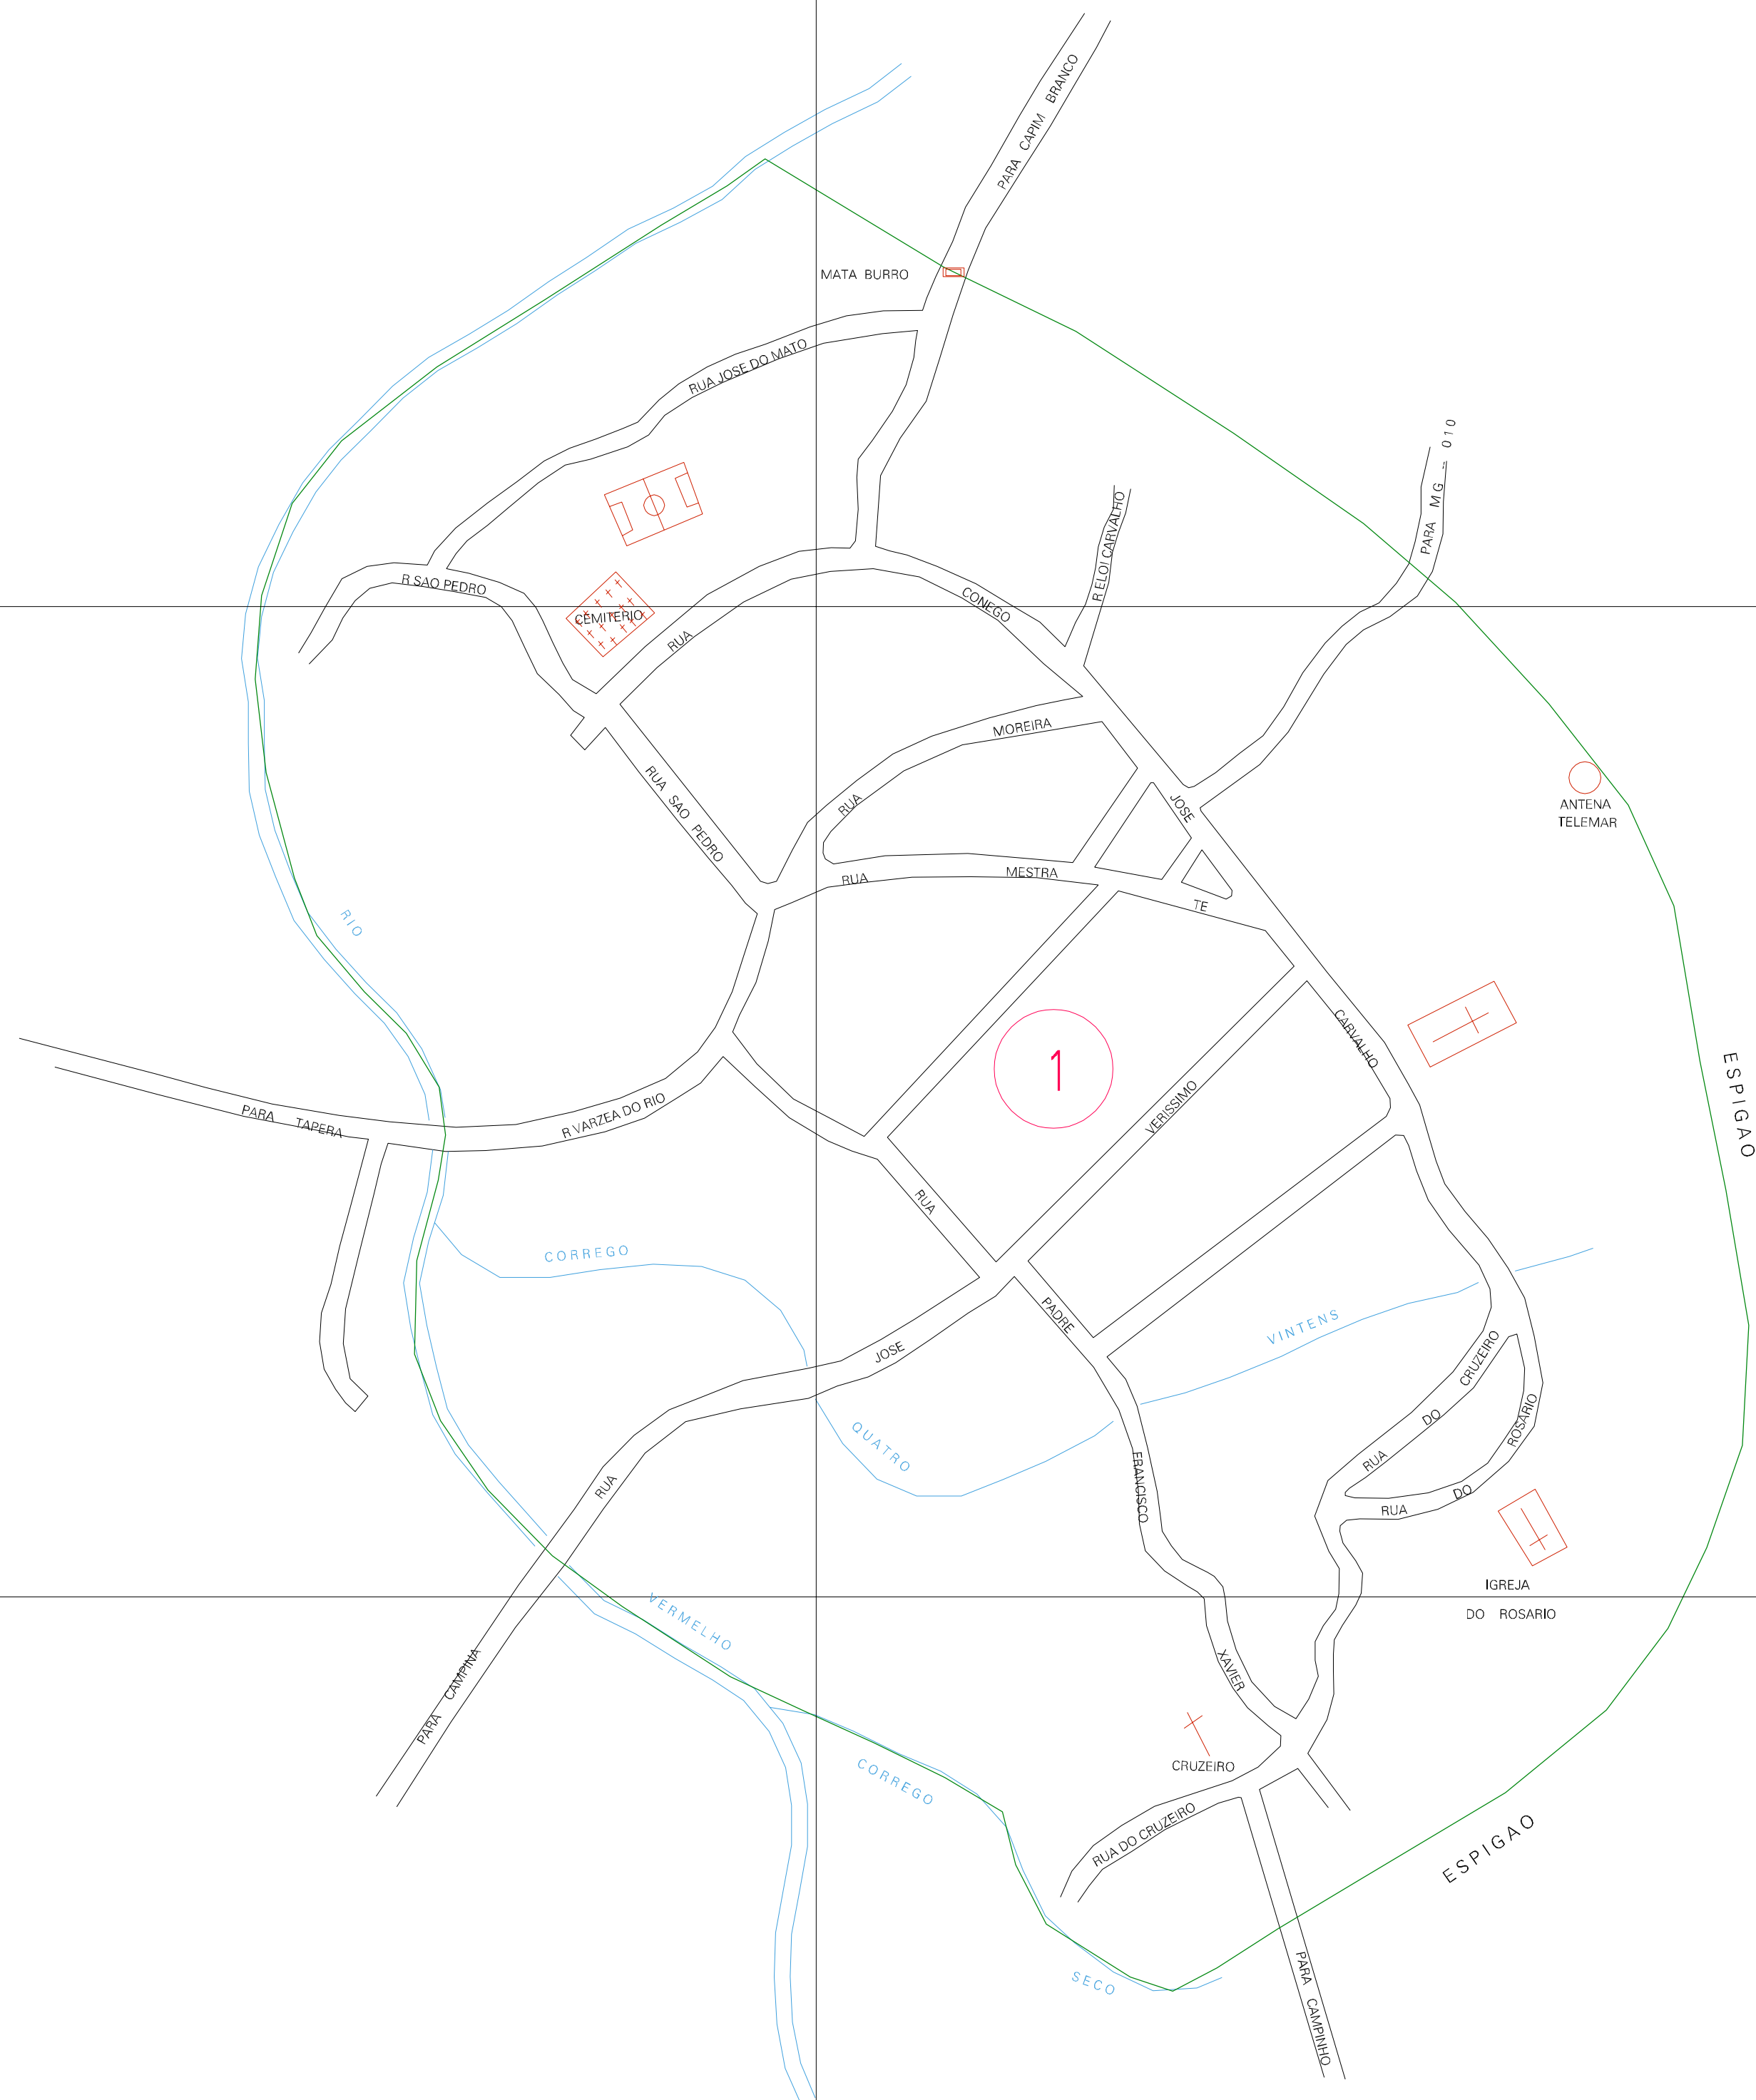 PARA CAPIM BRANCO
MATA BURRO
RUA JOSE DO MATO
PARA MG - 010
R ELOI CARVALHO
R SAO PEDRO
CEMITERIO
RUA
CONEGO
MOREIRA
RUA
JOSE
ANTENA
TELEMAR
RUA SAO PEDRO
RUA
MESTRA
TE
RIO
CARVALHO
1
ESPIGAO
PARA TAPERA
R VARZEA DO RIO
VERISSIMO
RUA
CORREGO
PADRE
VINTENS
JOSE
CRUZEIRO
DO
RUA
ROSARIO
DO
RUA
QUATRO
RUA
FRANCISCO
IGREJA
DO ROSARIO
VERMELHO
PARA CAMPINA
XAVIER
CRUZEIRO
CORREGO
RUA DO CRUZEIRO
ESPIGAO
SECO
PARA CAMPINHO